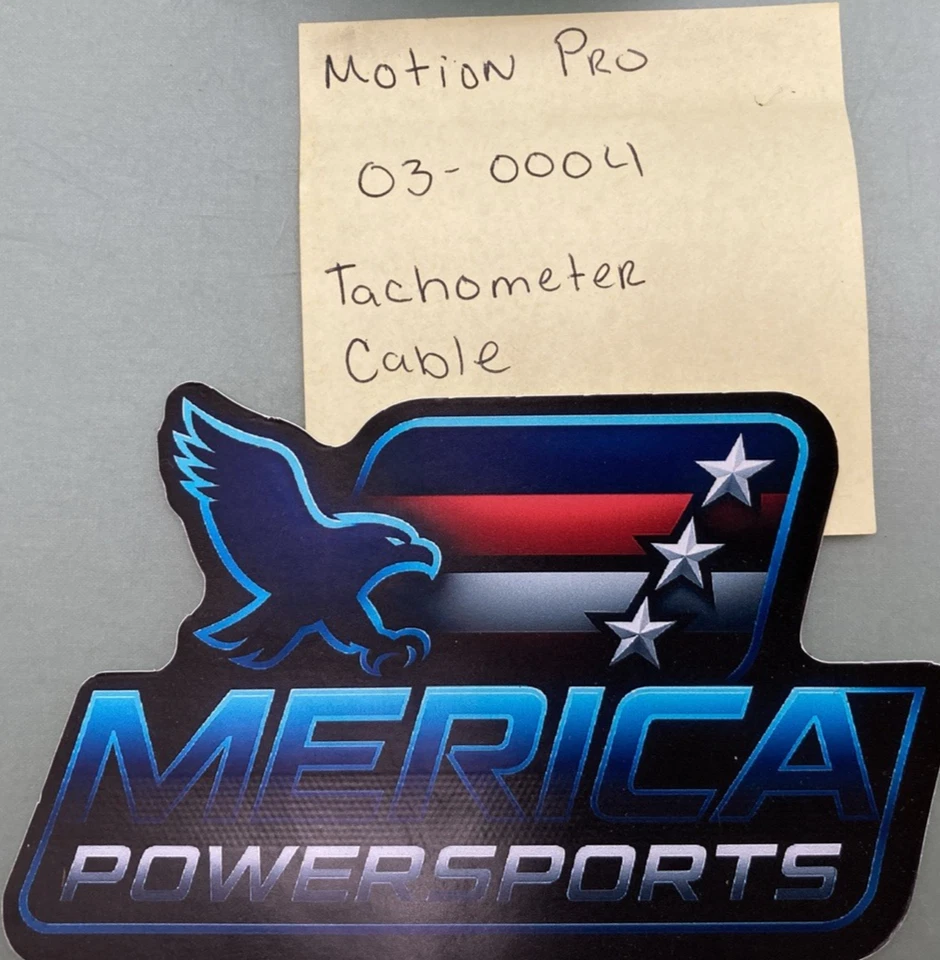 Motion Pro
03-0004
Tachometer
Cable
MERICA
POWERSPORTS